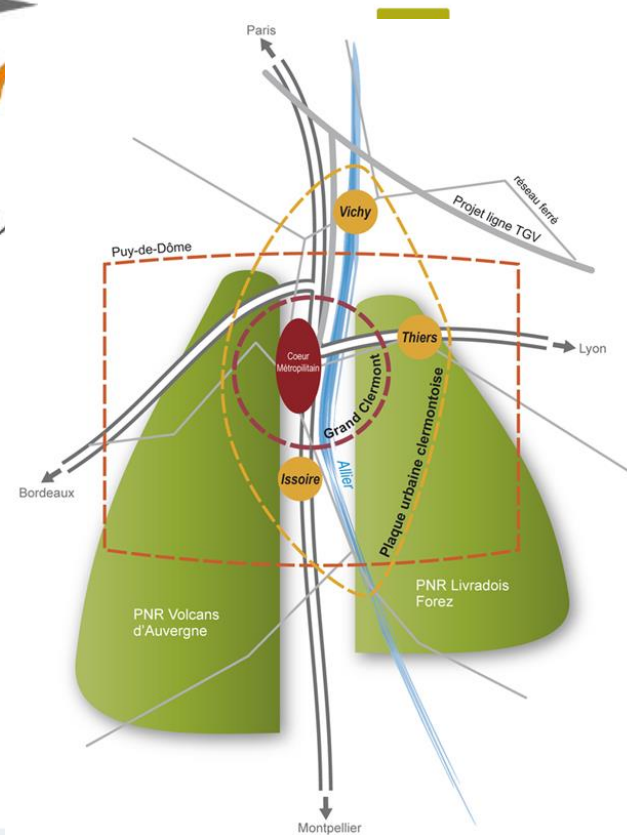 Paris
réseau ferré
Projet ligne TGV
Vichy
Puy-de-Dôme
Thiers
Lyon
Coeur
Métropolitain
Grand Clermont
Plaque urbaine clermontoise
Allier
Issoire
Bordeaux
PNR Livradois
Forez
PNR Volcans
d'Auvergne
Montpellier